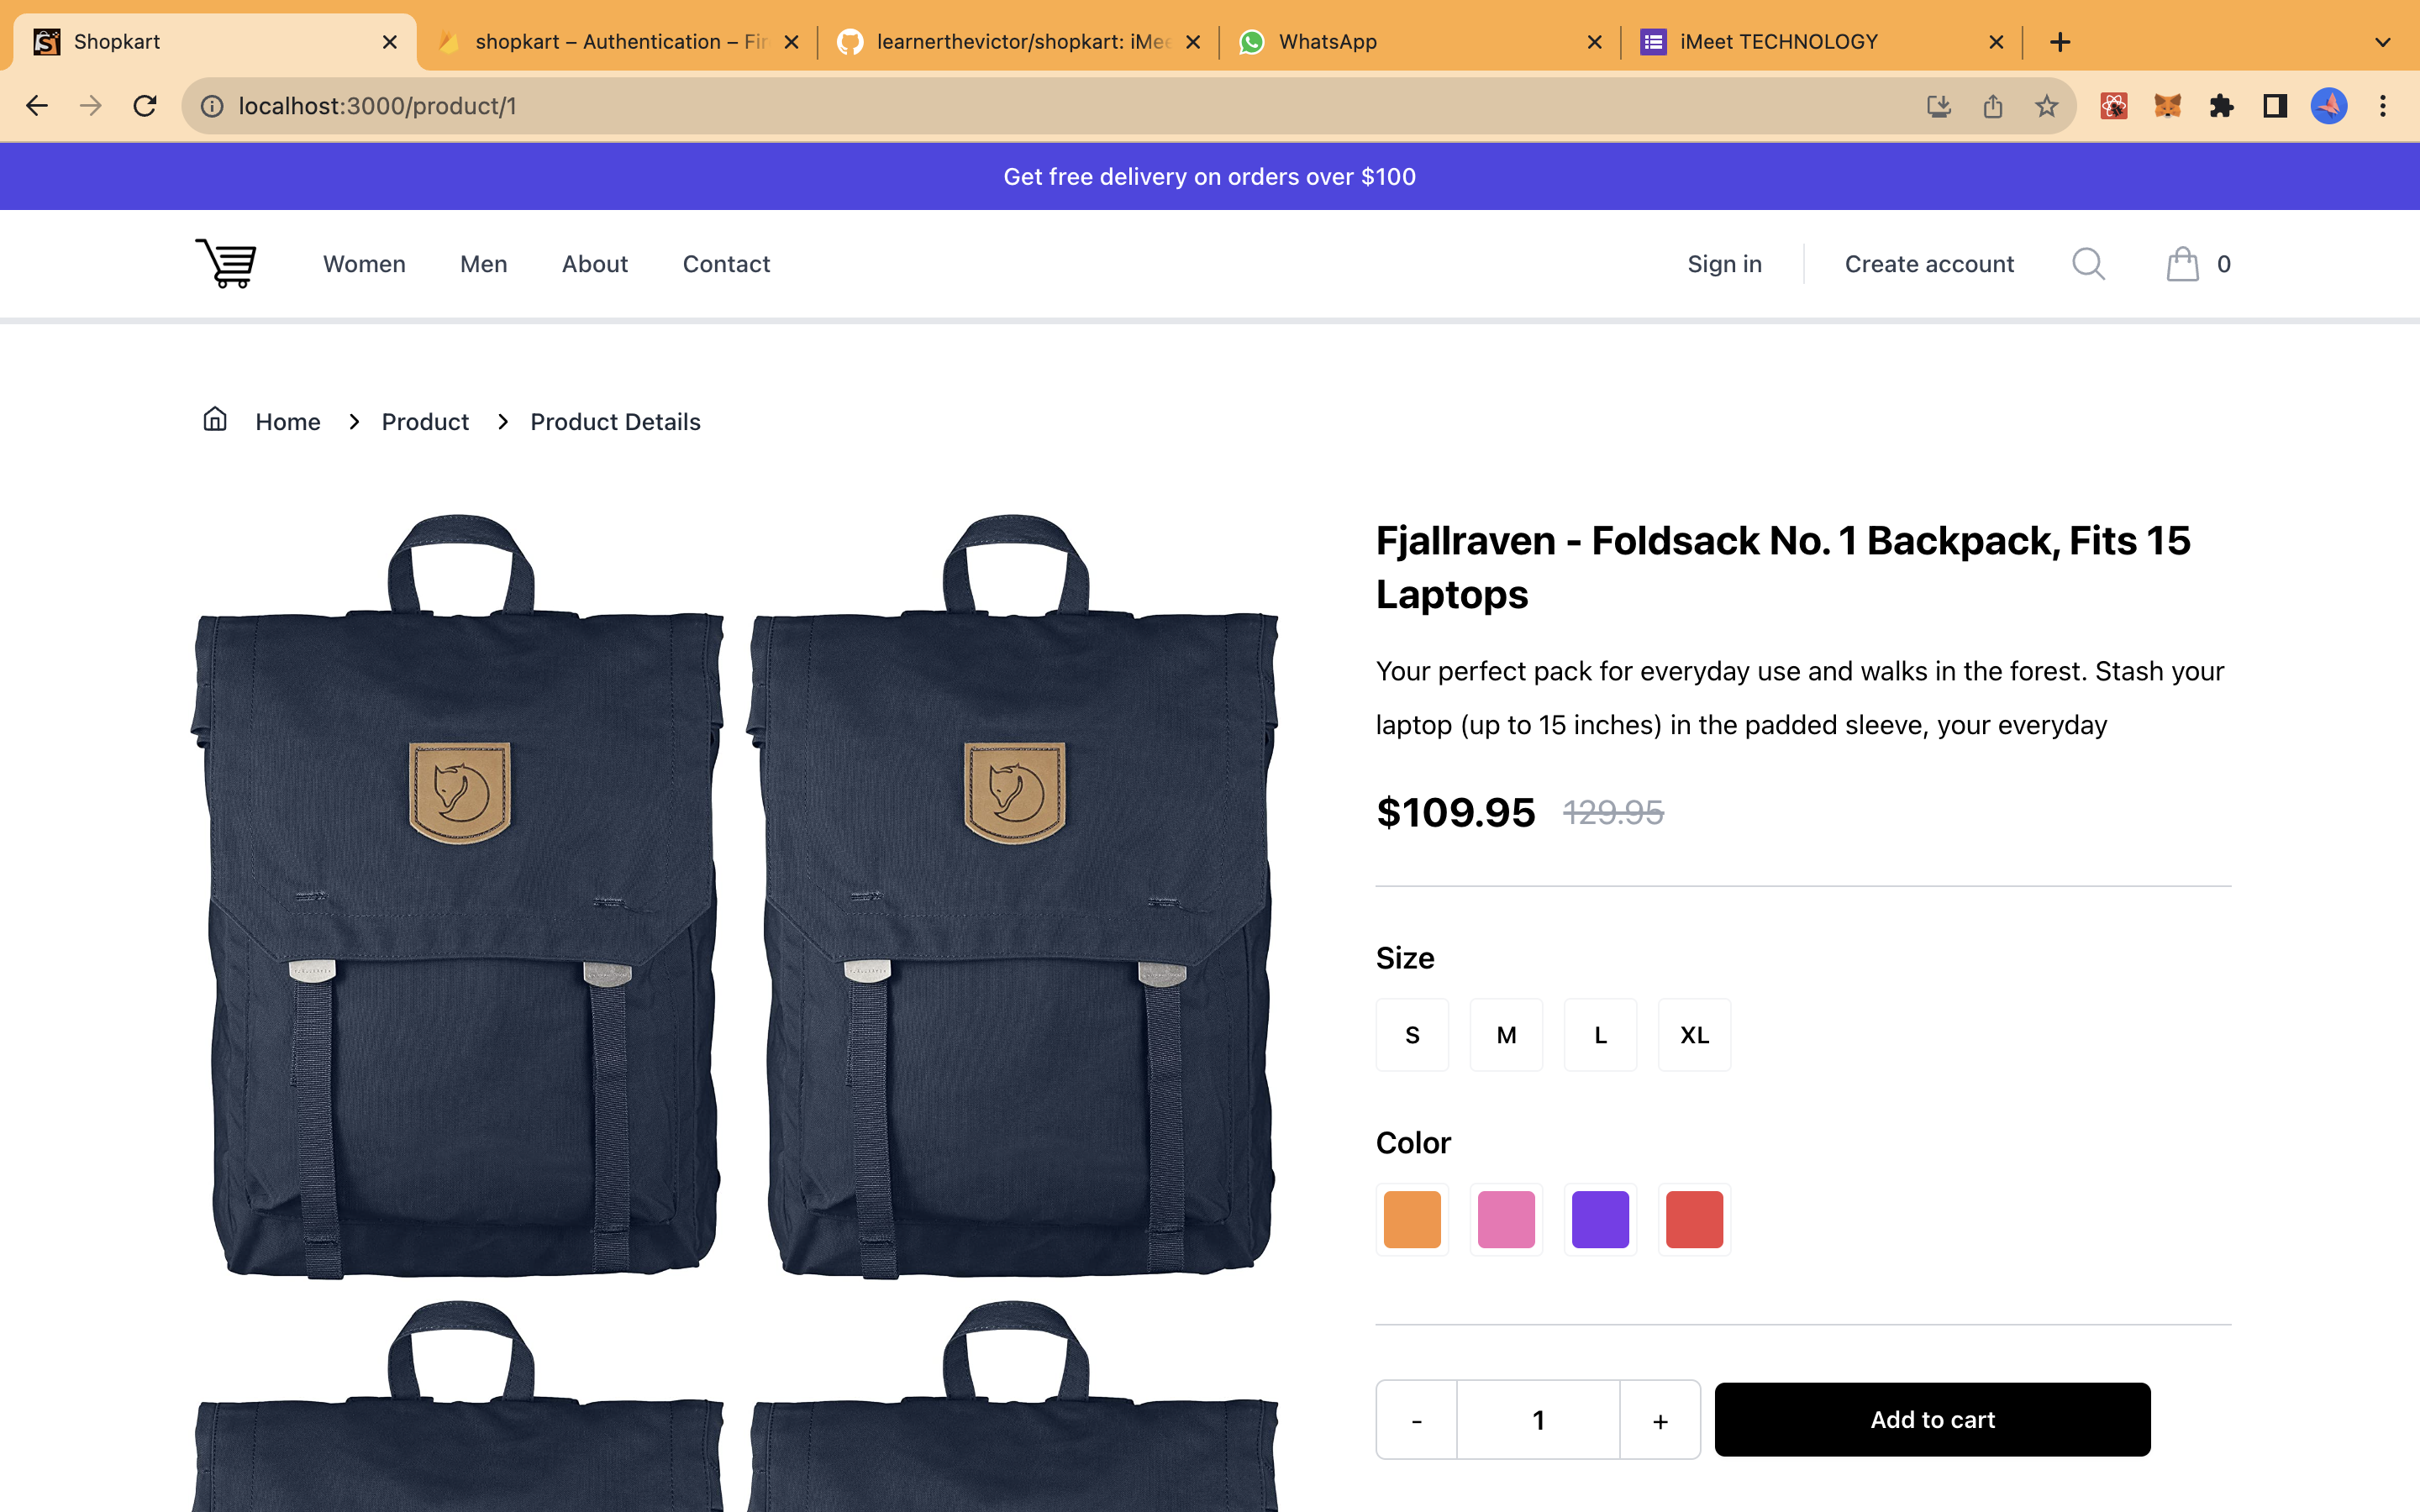 Shopkart
shopkart – Authentication – Fir
learnerthevictor/shopkart: iMee
WhatsApp
iMeet TECHNOLOGY
localhost:3000/product/1
Get free delivery on orders over $100
Women
Men
About
Contact
Sign in
Create account
0
Home
Product
Product Details
Fjallraven - Foldsack No. 1 Backpack, Fits 15
Laptops
Your perfect pack for everyday use and walks in the forest. Stash your
laptop (up to 15 inches) in the padded sleeve, your everyday
$109.95 129.95
Size
S
M
L
XL
Color
-
1
+
Add to cart